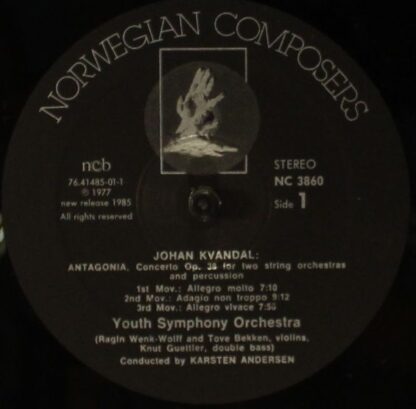 NORWEGIAN COMPOSERS
ncb
76.41485-01-1
℗ 1977
new release 1985
All rights reserved
STEREO
NC 3860
Side 1
JOHAN KVANDAL:
ANTAGONIA, Concerto Op. 38 for two string orchestras
and percussion
1st Mov.: Allegro molto 7:10
2nd Mov.: Adagio non troppo 9:12
3rd Mov.: Allegro vivace 7:58
Youth Symphony Orchestra
(Ragin Wenk-Wolff and Tove Bekken, violins,
Knut Guettler, double bass)
Conducted by KARSTEN ANDERSEN